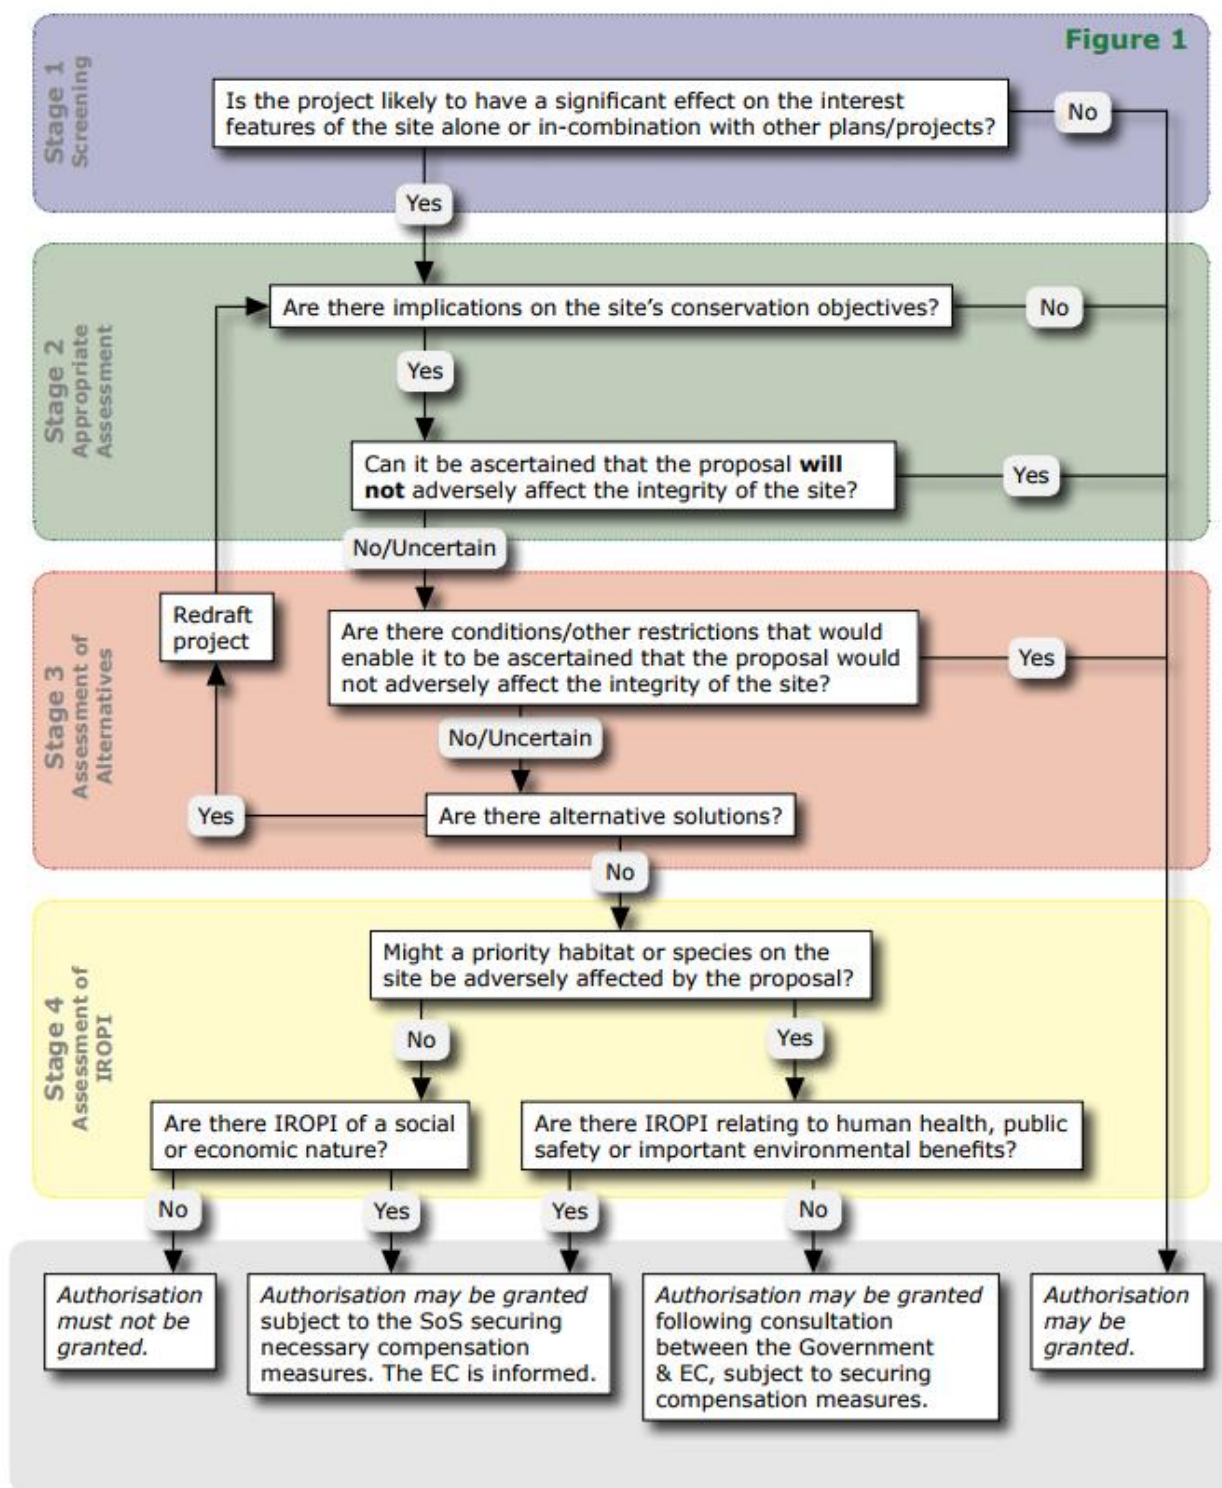 Figure 1
Stage 1
Screening
Is the project likely to have a significant effect on the interest
features of the site alone or in-combination with other plans/projects?
No
Yes
Stage 2
Appropriate
Assessment
Are there implications on the site's conservation objectives?
No
Yes
Can it be ascertained that the proposal will
not adversely affect the integrity of the site?
Yes
No/Uncertain
Stage 3
Assessment of
Alternatives
Redraft
project
Are there conditions/other restrictions that would
enable it to be ascertained that the proposal would
not adversely affect the integrity of the site?
Yes
No/Uncertain
Yes
Are there alternative solutions?
No
Stage 4
Assessment of
IROPI
Might a priority habitat or species on the
site be adversely affected by the proposal?
No
Yes
Are there IROPI of a social
or economic nature?
Are there IROPI relating to human health, public
safety or important environmental benefits?
No
Yes
Yes
No
Authorisation
must not be
granted.
Authorisation may be granted
subject to the SoS securing
necessary compensation
measures. The EC is informed.
Authorisation may be granted
following consultation
between the Government
& EC, subject to securing
compensation measures.
Authorisation
may be
granted.